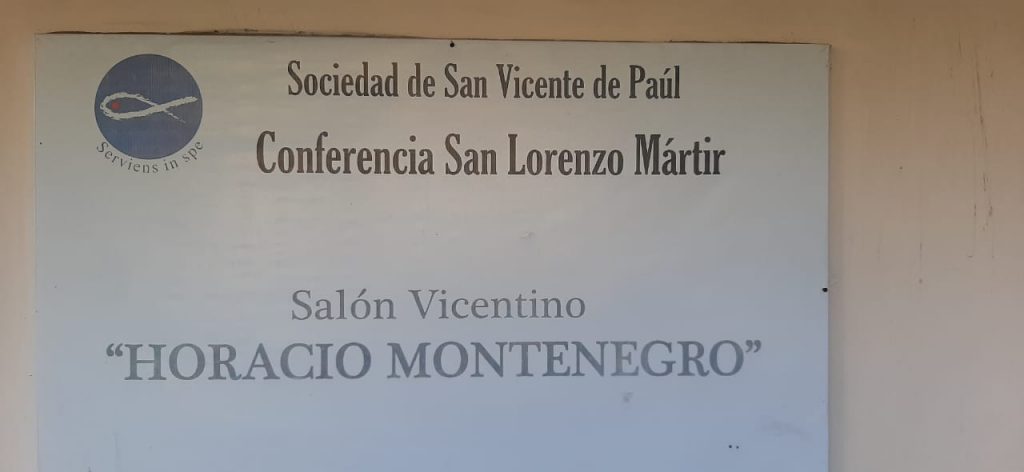 Sociedad de San Vicente de Paúl
Conferencia San Lorenzo Mártir
Serviens in spe
Salón Vicentino
“HORACIO MONTENEGRO”